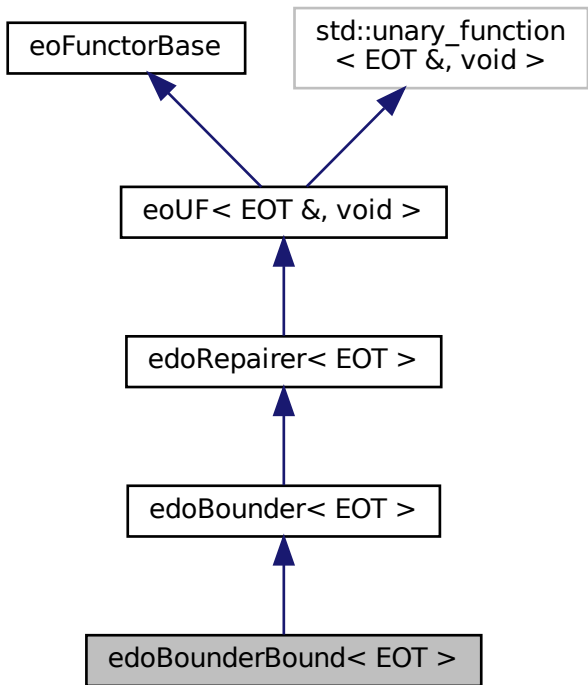 eoFunctorBase
std::unary_function
< EOT &, void >
eoUF< EOT &, void >
edoRepairer< EOT >
edoBounder< EOT >
edoBounderBound< EOT >